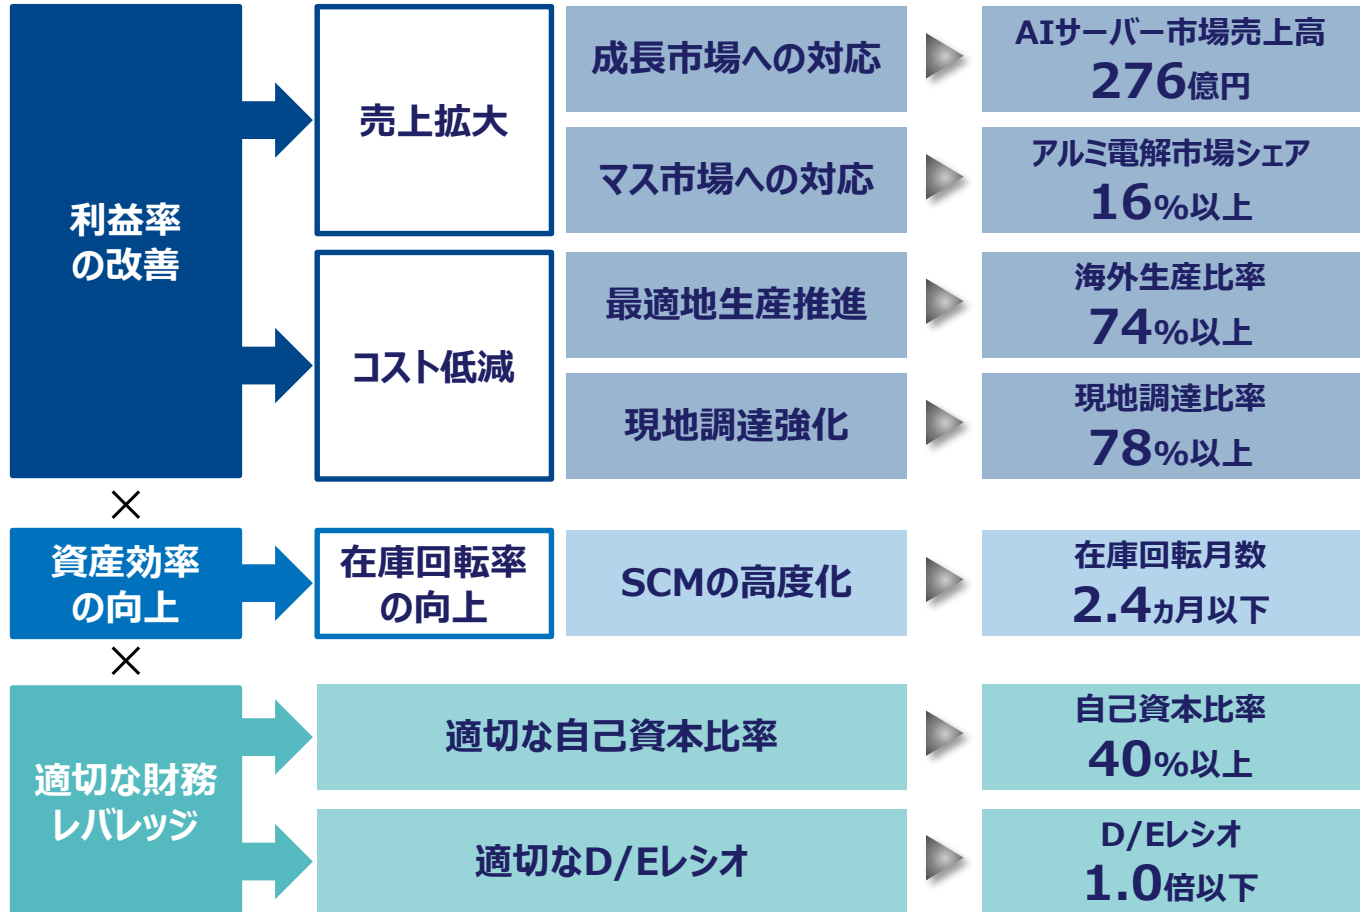 利益率
の改善
売上拡大
成長市場への対応
AIサーバー市場売上高
276億円
マス市場への対応
アルミ電解市場シェア
16%以上
コスト低減
最適地生産推進
海外生産比率
74%以上
現地調達強化
現地調達比率
78%以上
×
資産効率
の向上
在庫回転率
の向上
SCMの高度化
在庫回転月数
2.4ヵ月以下
×
適切な財務
レバレッジ
適切な自己資本比率
自己資本比率
40%以上
適切なD/Eレシオ
D/Eレシオ
1.0倍以下